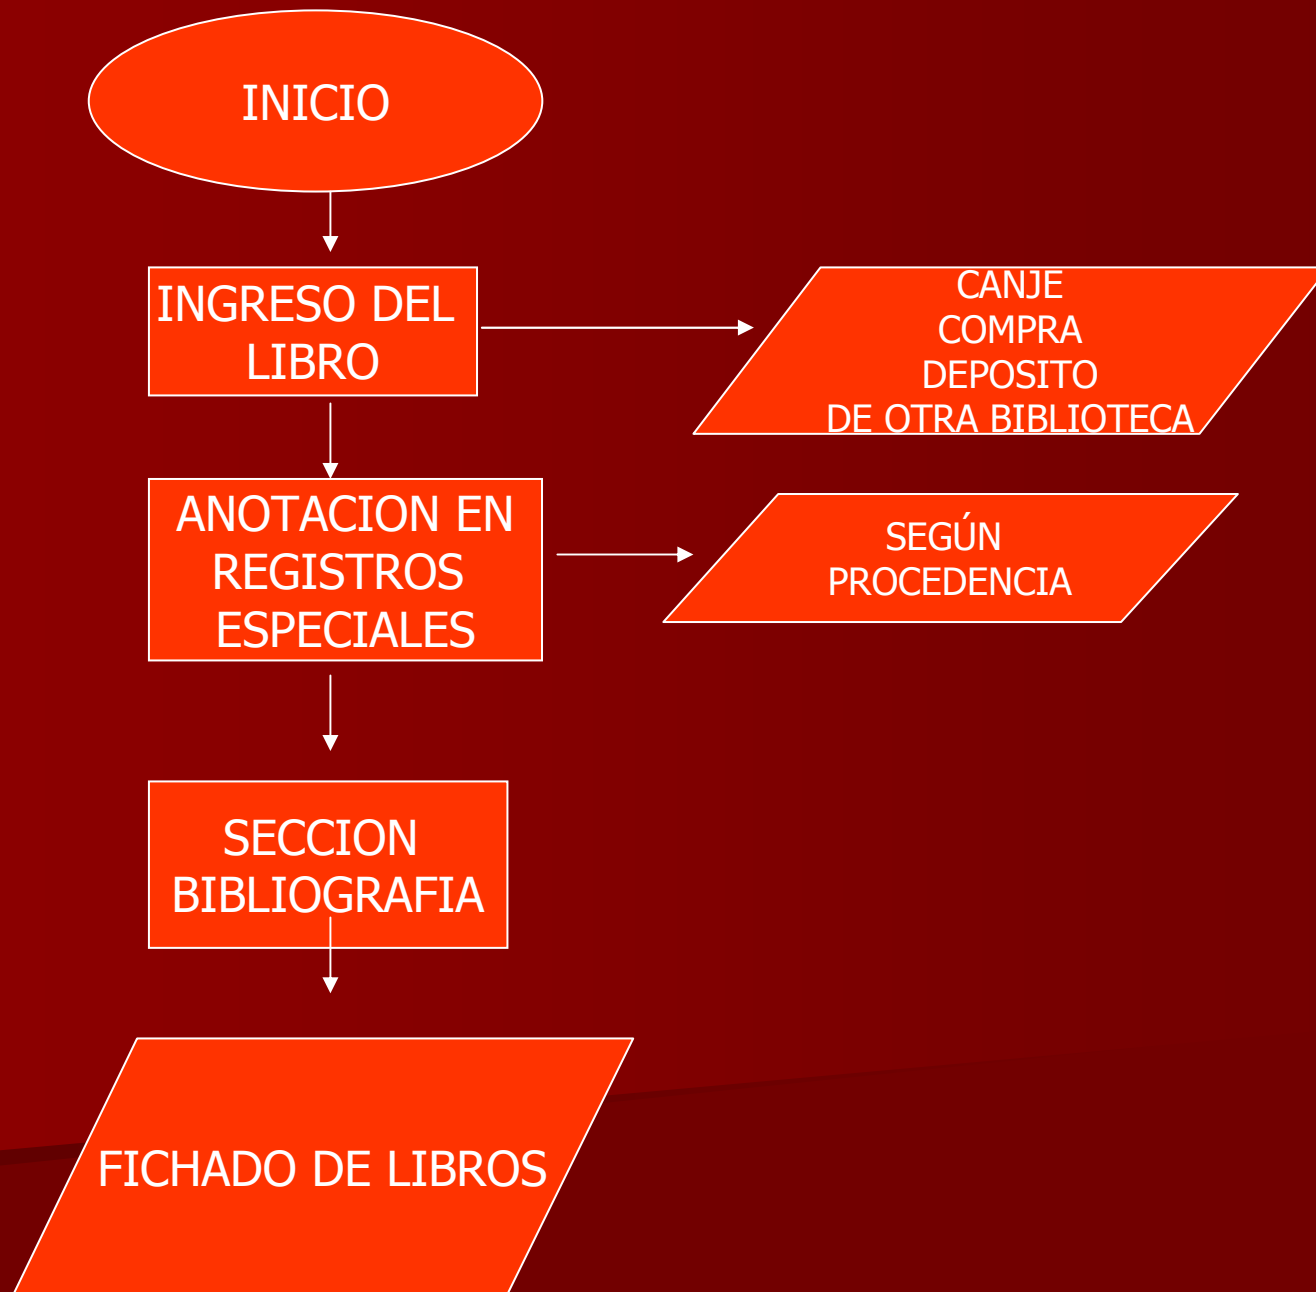 INICIO
INGRESO DEL
LIBRO
CANJE
COMPRA
DEPOSITO
DE OTRA BIBLIOTECA
ANOTACION EN
REGISTROS
ESPECIALES
SEGÚN
PROCEDENCIA
SECCION
BIBLIOGRAFIA
FICHADO DE LIBROS